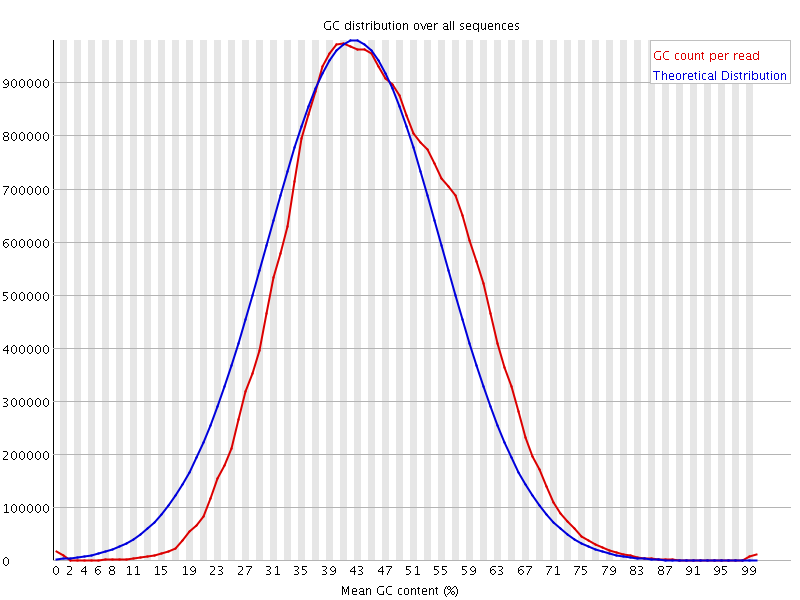 GC distribution over all sequences
GC count per read
Theoretical Distribution
900000
800000
700000
600000
500000
400000
300000
200000
100000
0
0 2 4 6 8 11 15 19 23 27 31 35 39 43 47 51 55 59 63 67 71 75 79 83 87 91 95 99
Mean GC content (%)